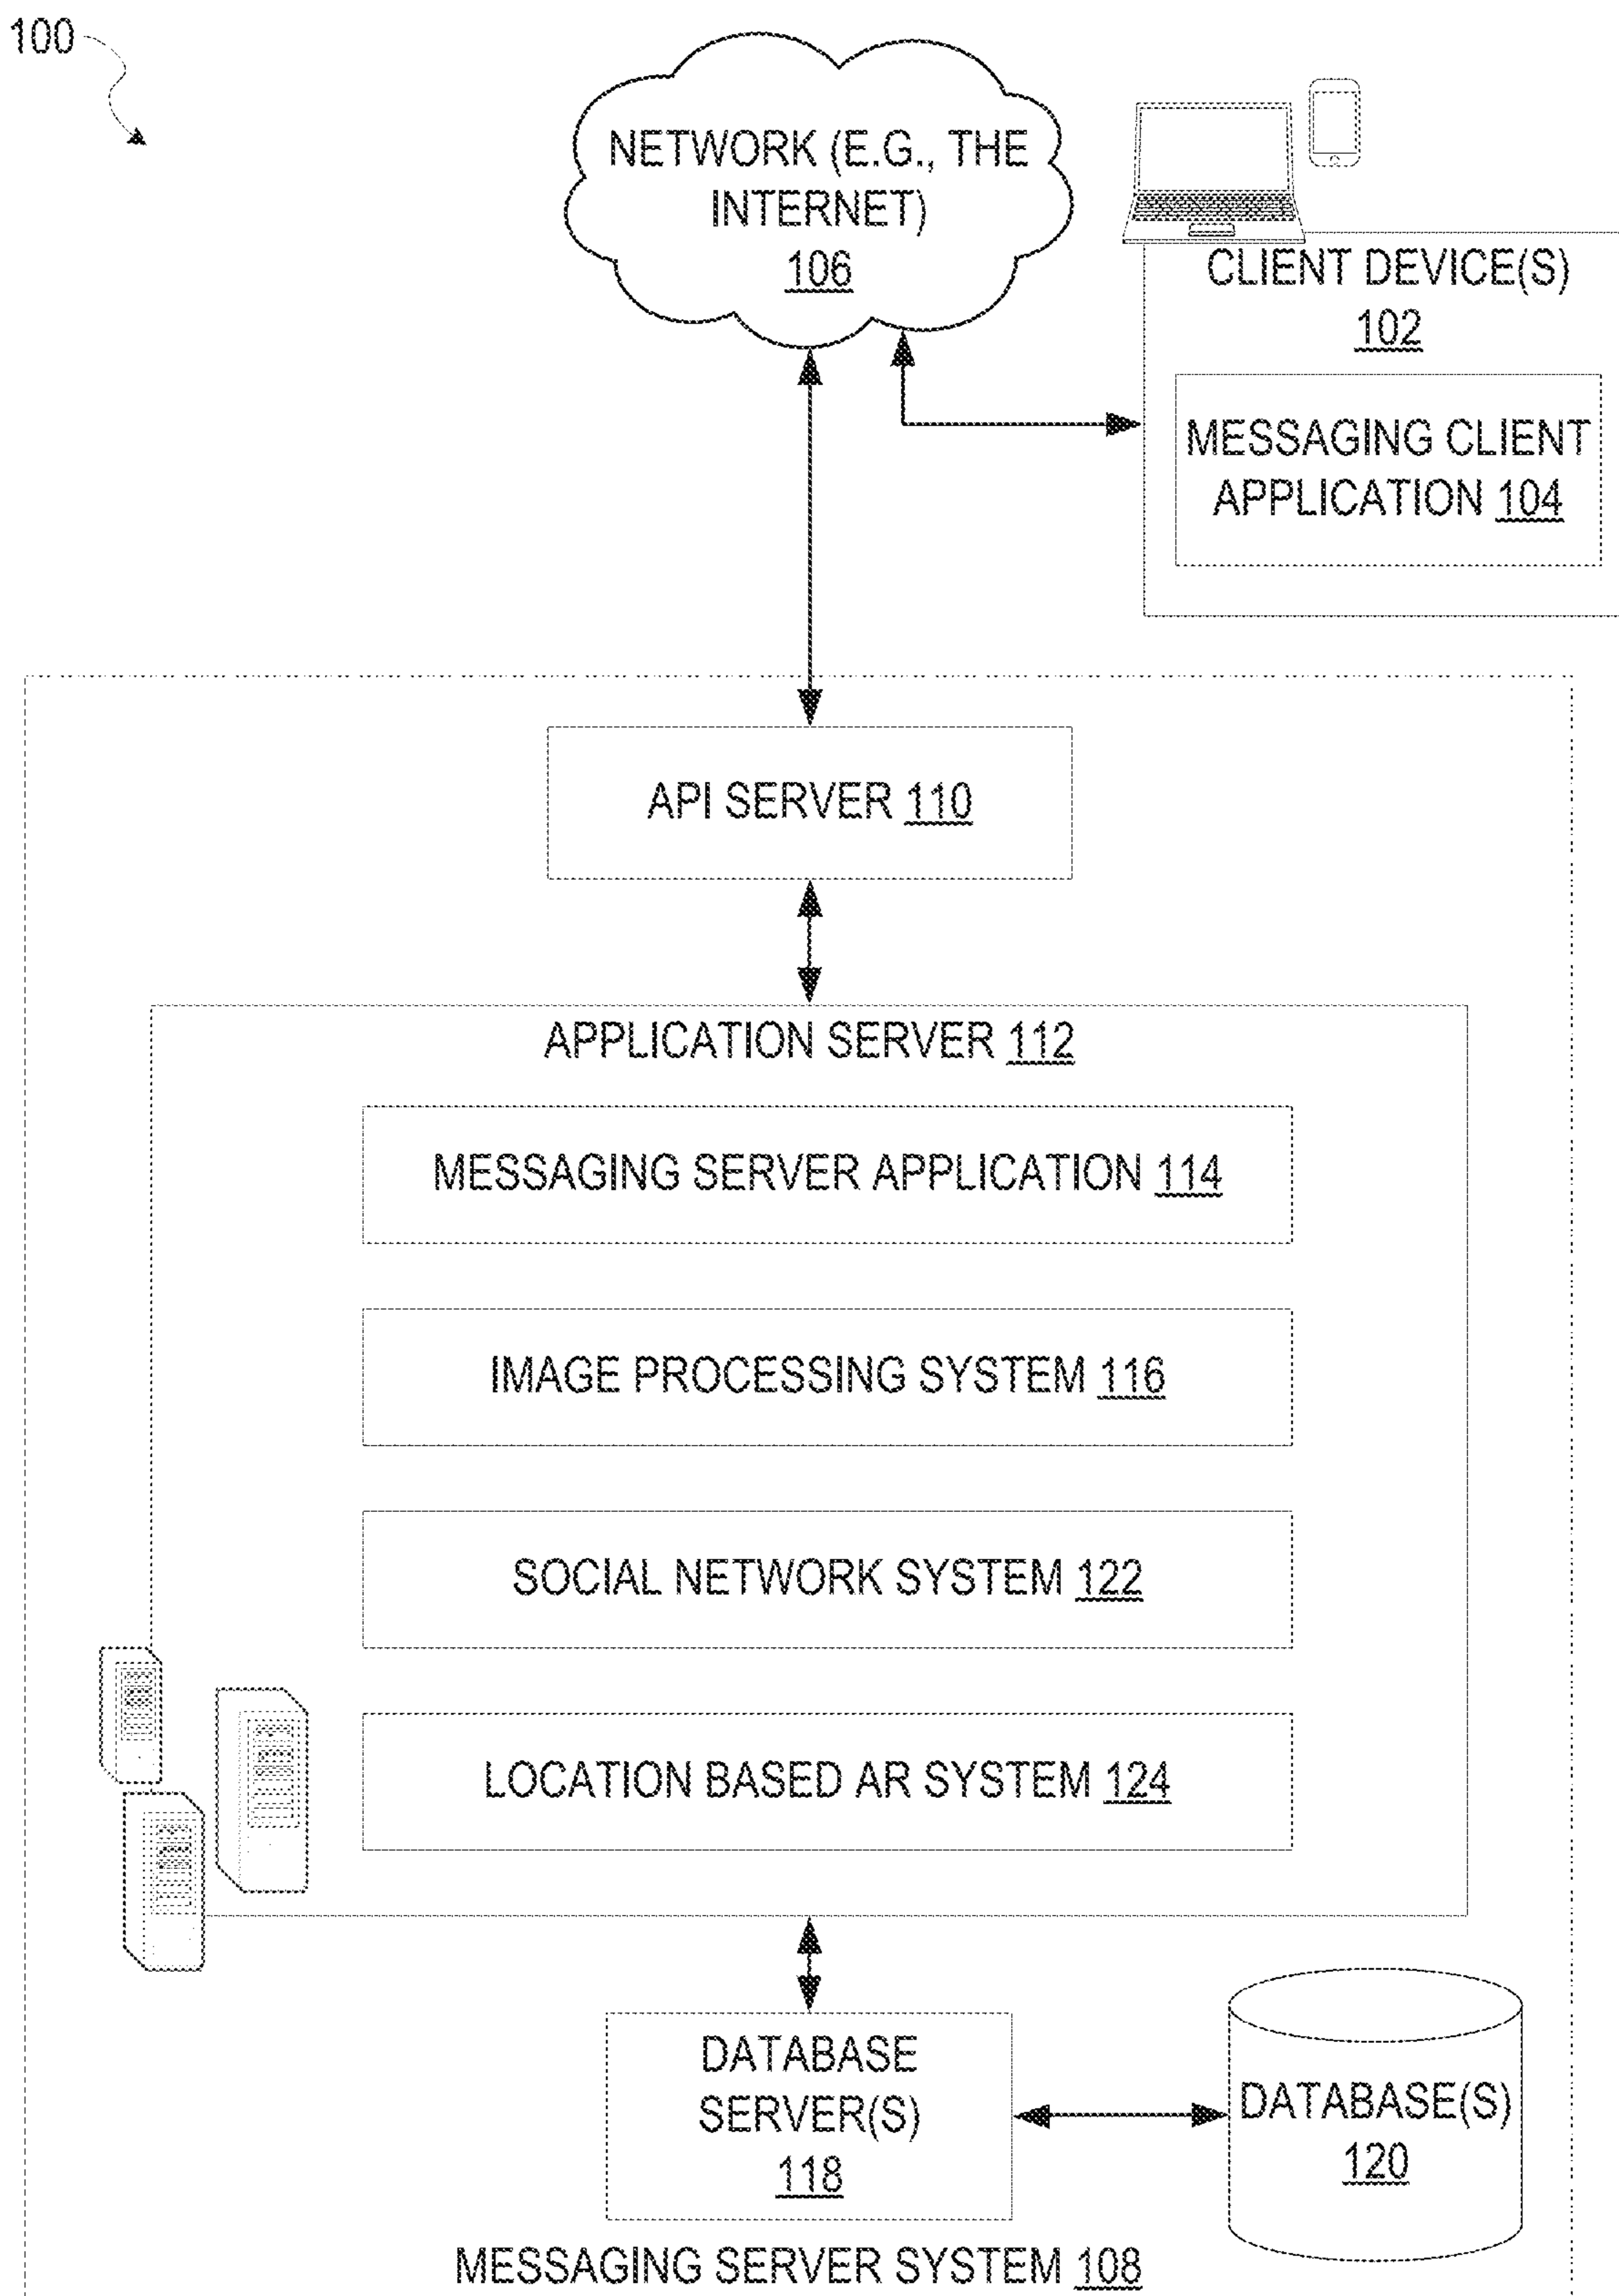 100
NETWORK (E.G., THE
INTERNET)
106
CLIENT DEVICE(S)
102
MESSAGING CLIENT
APPLICATION 104
API SERVER 110
APPLICATION SERVER 112
MESSAGING SERVER APPLICATION 114
IMAGE PROCESSING SYSTEM 116
SOCIAL NETWORK SYSTEM 122
LOCATION BASED AR SYSTEM 124
DATABASE
SERVER(S)
118
DATABASE(S)
120
MESSAGING SERVER SYSTEM 108